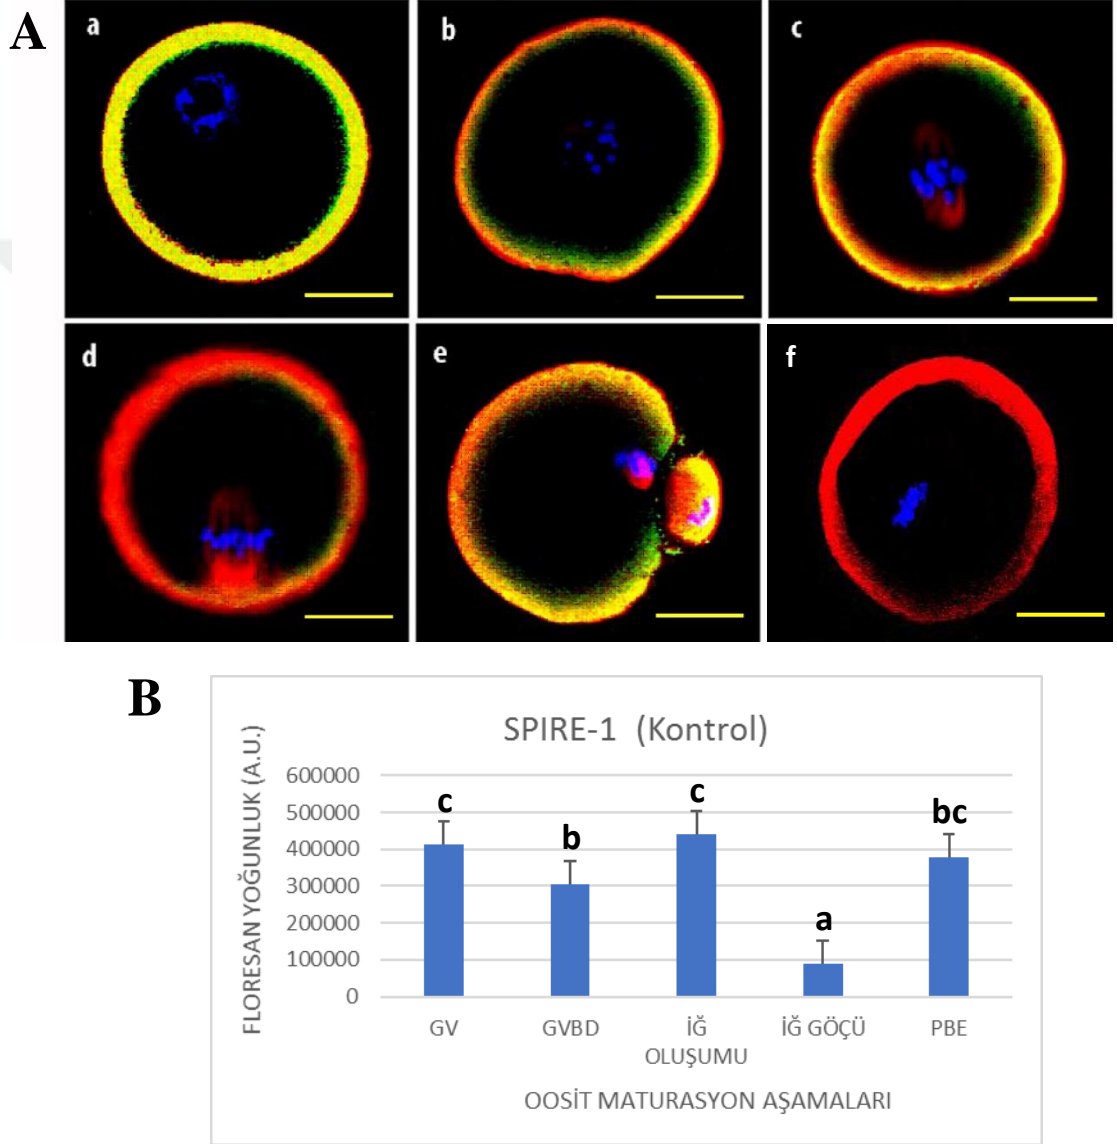 A
a
b
c
d
e
f
B
SPIRE-1 (Kontrol)
FLORESAN YOĞUNLUK (A.U.)
600000
500000
400000
300000
200000
100000
0
c
b
c
a
bc
GV
GVBD
İĞ
OLUŞUMU
İĞ GÖÇÜ
PBE
OOSİT MATURASYON AŞAMALARI